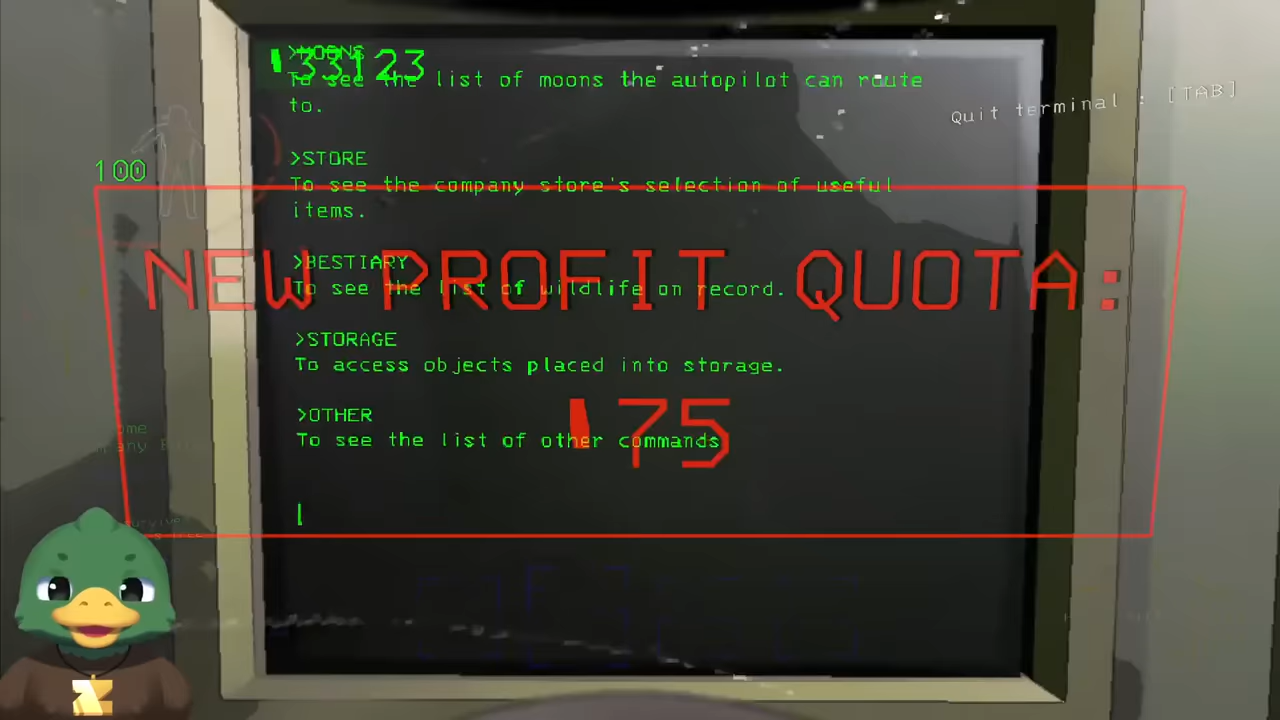 >MOONS
33123
To see the list of moons the autopilot can route
to.
Quit terminal : [TAB]
100
>STORE
To see the company store's selection of useful
items.
NEW PROFIT QUOTA:
>BESTIARY
To see the list of wildlife on record.
>STORAGE
To access objects placed into storage.
75
>OTHER
To see the list of other commands